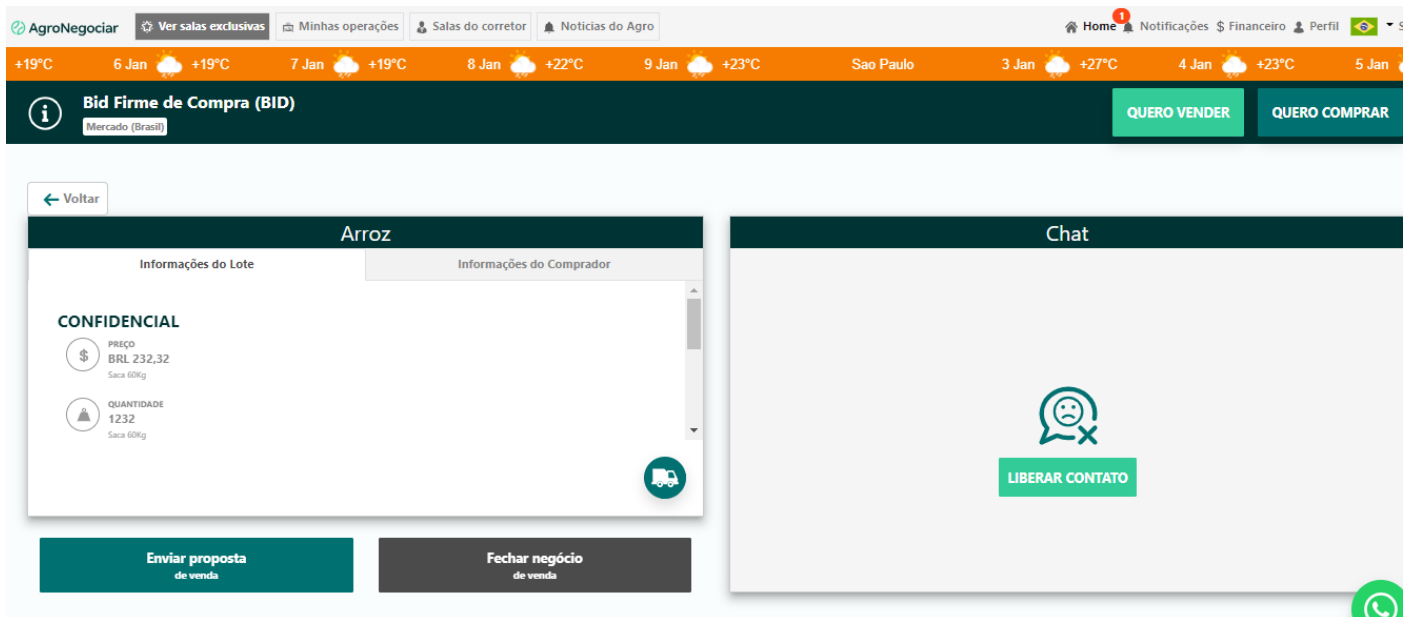 AgroNegociar Ver salas exclusivas Minhas operações Salas do corretor Noticias do Agro Home 1 Notificações $ Financeiro Perfil
+19°C 6 Jan +19°C 7 Jan +19°C 8 Jan +22°C 9 Jan +23°C Sao Paulo 3 Jan +27°C 4 Jan +23°C 5 Jan
i Bid Firme de Compra (BID)
Mercado (Brasil)
QUERO VENDER QUERO COMPRAR
Voltar
Arroz
Informações do Lote Informações do Comprador
CONFIDENCIAL
$ PREÇO
BRL 232,32
Saca 60Kg
QUANTIDADE
1232
Saca 60Kg
Enviar proposta
de venda
Fechar negócio
de venda
Chat
LIBERAR CONTATO